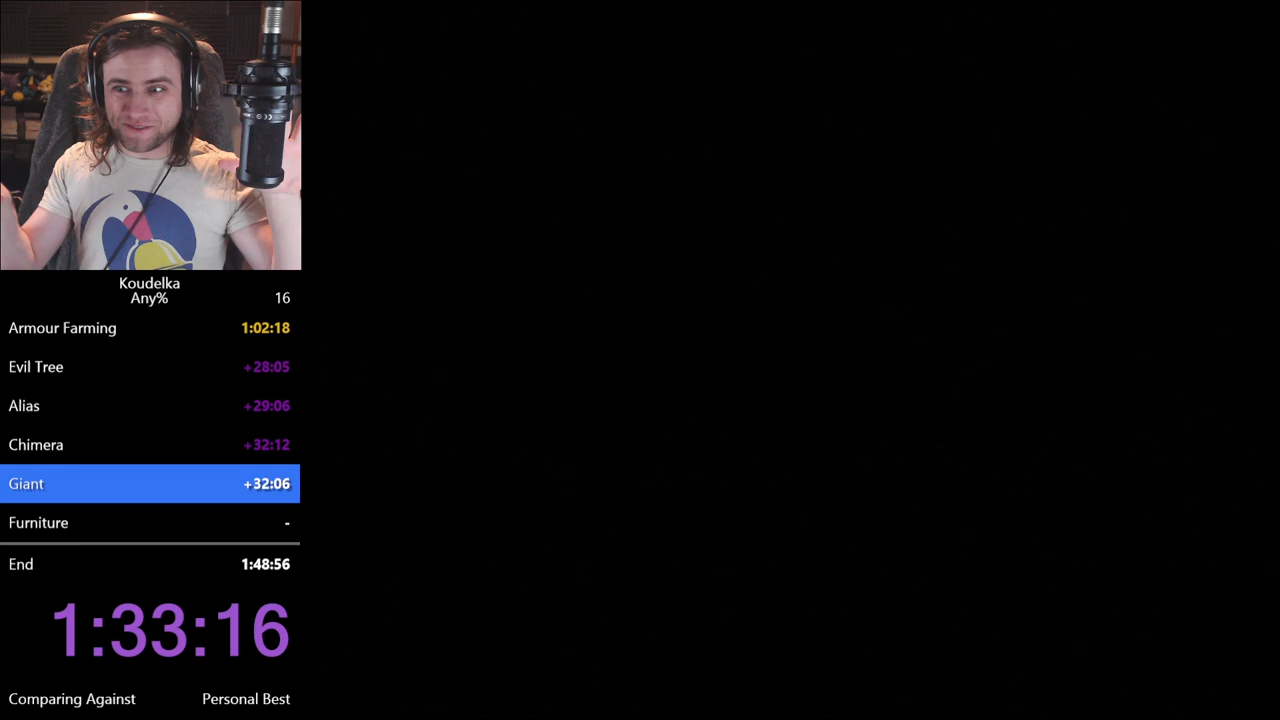 Koudelka
Any% 16
Armour Farming 1:02:18
Evil Tree +28:05
Alias +29:06
Chimera +32:12
Giant +32:06
Furniture -
End 1:48:56
1:33:16
Comparing Against Personal Best